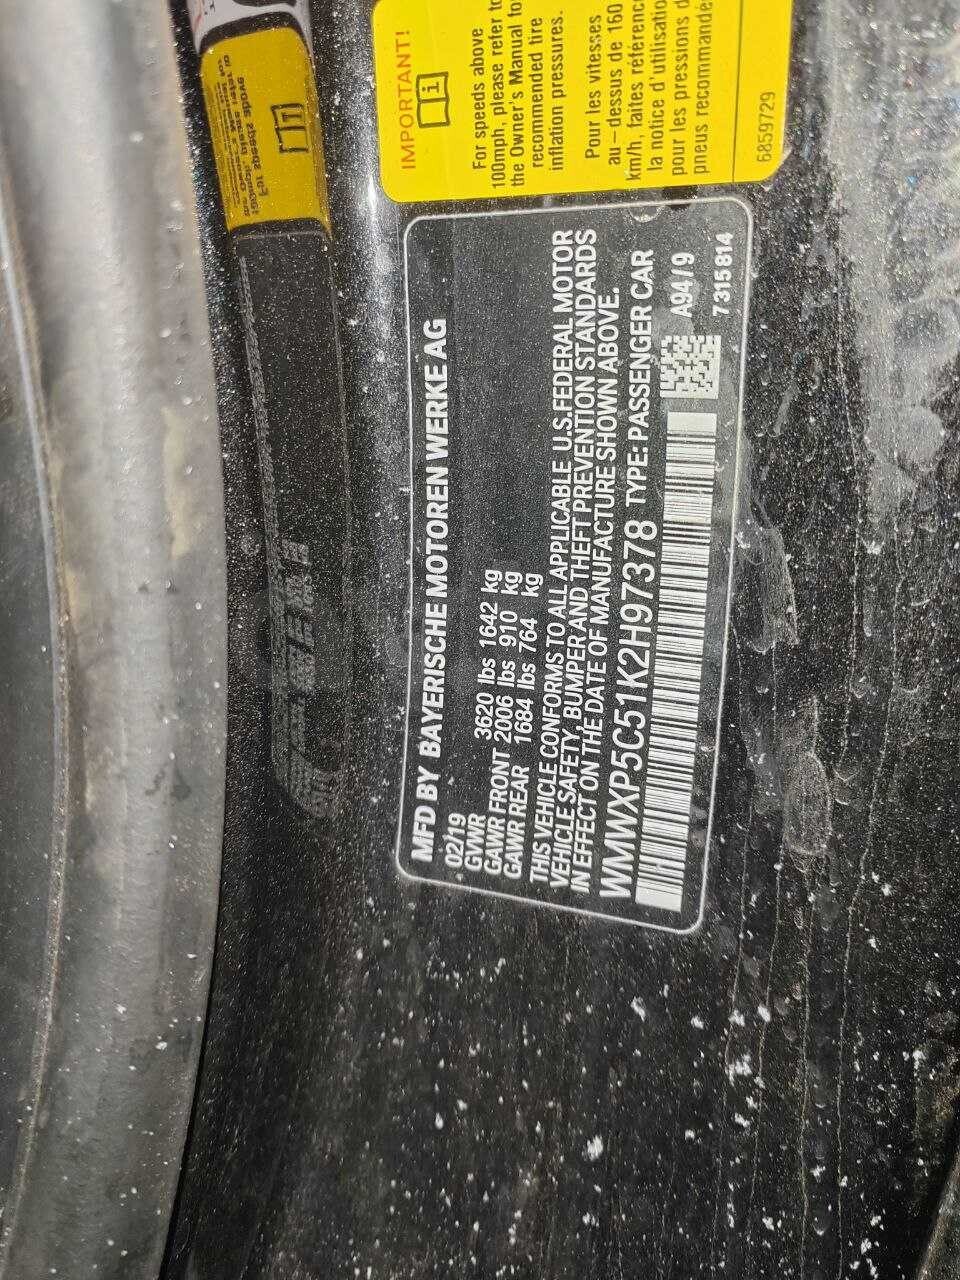 IMPORTANT!
For speeds above
100mph, please refer to
the Owner's Manual for
recommended tire
inflation pressures.
Pour les vitesses
au-dessus de 160
km/h, faites référence
la notice d'utilisation
pour les pressions d
pneus recommandé
6859729
MFD BY BAYERISCHE MOTOREN WERKE AG
02/19
GVWR 3620 lbs 1642 kg
GAWR FRONT 2006 lbs 910 kg
GAWR REAR 1684 lbs 764 kg
THIS VEHICLE CONFORMS TO ALL APPLICABLE U.S.FEDERAL MOTOR
VEHICLE SAFETY, BUMPER AND THEFT PREVENTION STANDARDS
IN EFFECT ON THE DATE OF MANUFACTURE SHOWN ABOVE.
WMWXP5C51K2H97378 TYPE: PASSENGER CAR
A94/9
7 315 814